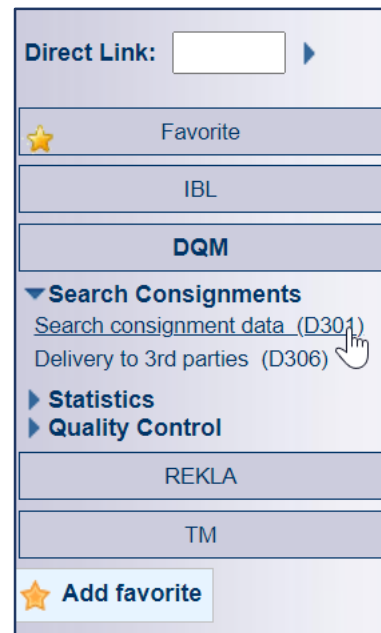 Direct Link:
Favorite
IBL
DQM
Search Consignments
Search consignment data (D301)
Delivery to 3rd parties (D306)
Statistics
Quality Control
REKLA
TM
Add favorite